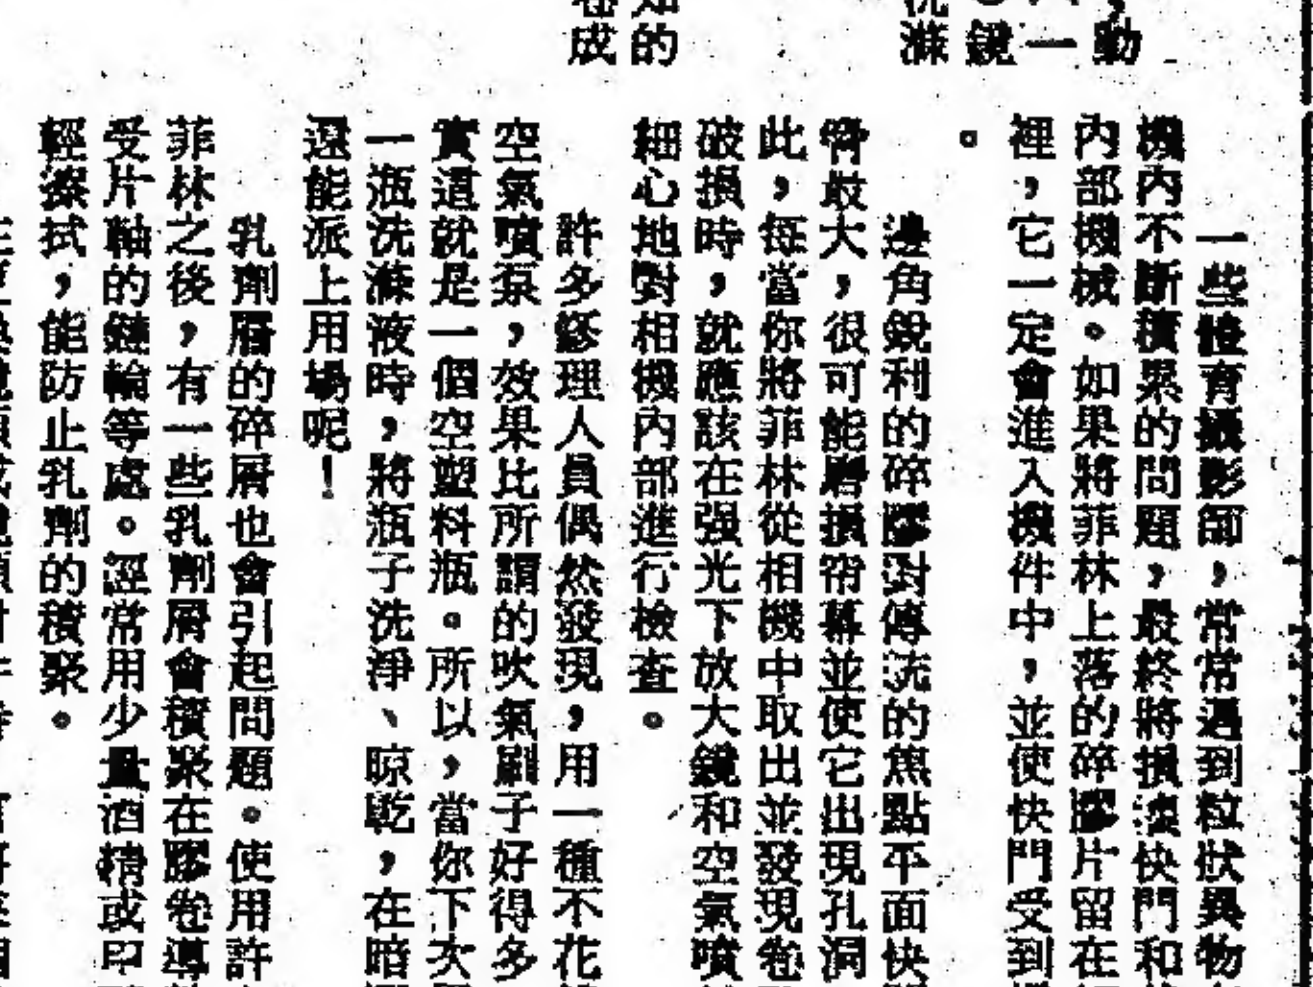 動
一
鏡
滌
的
成
一些體育攝影師，常常遇到粒狀異物
機內不斷積累的問題，最終將損壞快門和
內部機械。如果將菲林上落的碎膠片留在
裡，它一定會進入機件中，並使快門受到
。
邊角銳利的碎膠對傳統的焦點平面快
大，很可能磨損帘幕並使它出現孔洞
此，每當你將菲林從相機中取出並發現卷
破損時，就應該在强光下放大鏡和空氣噴
細心地對相機內部進行檢查。
許多修理人員偶然發現，用一種不花
空氣噴泵，效果比所謂的吹氣刷子好得多
實這就是一個空塑料瓶。所以，當你下次
一瓶洗滌液時，將瓶子洗淨、晾乾，在暗
還能派上用場呢！
乳劑層的碎屑也會引起問題。使用許
菲林之後，有一些乳劑屑會積聚在膠卷導
受片軸的鏈輪等處。經常用少量酒精或
輕擦拭，能防止乳劑的積聚。